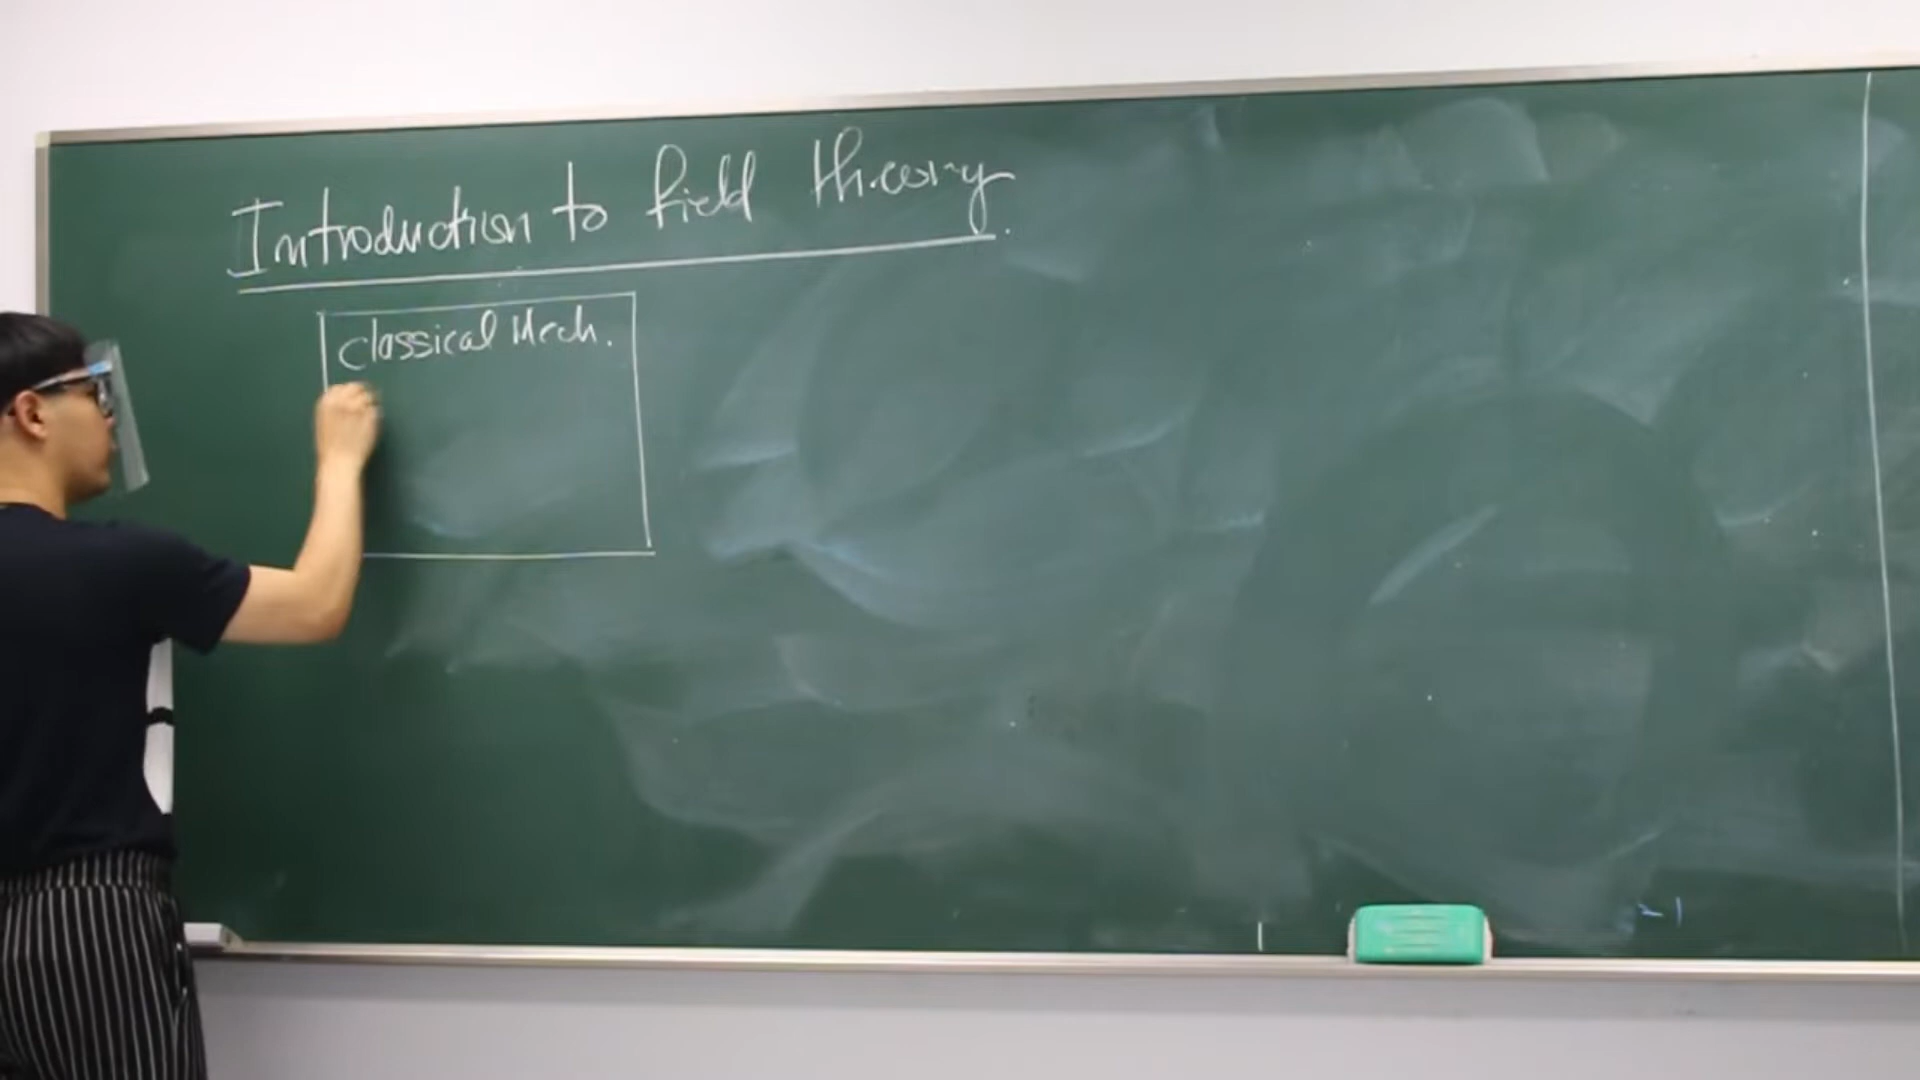 Introduction to field theory.
Classical Mech.